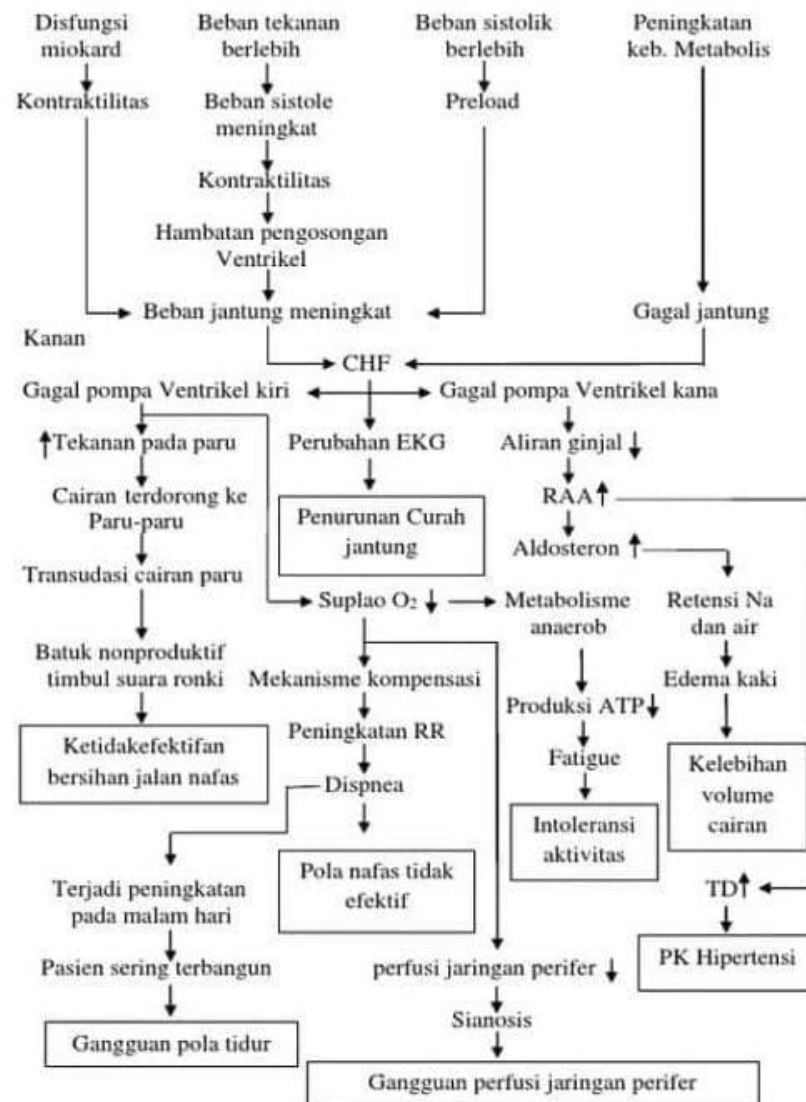 Disfungsi
miokard
Beban tekanan
berlebih
Beban sistolik
berlebih
Peningkatan
keb. Metabolis
Kontraktilitas
Beban sistole
meningkat
Preload
Kontraktilitas
Hambatan pengosongan
Ventrikel
Beban jantung meningkat
Gagal jantung
Kanan
CHF
Gagal pompa Ventrikel kiri
Gagal pompa Ventrikel kana
Tekanan pada paru
Perubahan EKG
Aliran ginjal
Cairan terdorong ke
Paru-paru
Penurunan Curah
jantung
RAA
Aldosteron
Transudasi cairan paru
Suplao O₂
Metabolisme
anaerob
Retensi Na
dan air
Batuk nonproduktif
timbul suara ronki
Mekanisme kompensasi
Edema kaki
Produksi ATP
Ketidakefektifan
bersihan jalan nafas
Peningkatan RR
Fatigue
Kelebihan
volume
cairan
Dispnea
Intoleransi
aktivitas
Pola nafas tidak
efektif
Terjadi peningkatan
pada malam hari
TD
Pasien sering terbangun
perfusi jaringan perifer
PK Hipertensi
Sianosis
Gangguan pola tidur
Gangguan perfusi jaringan perifer